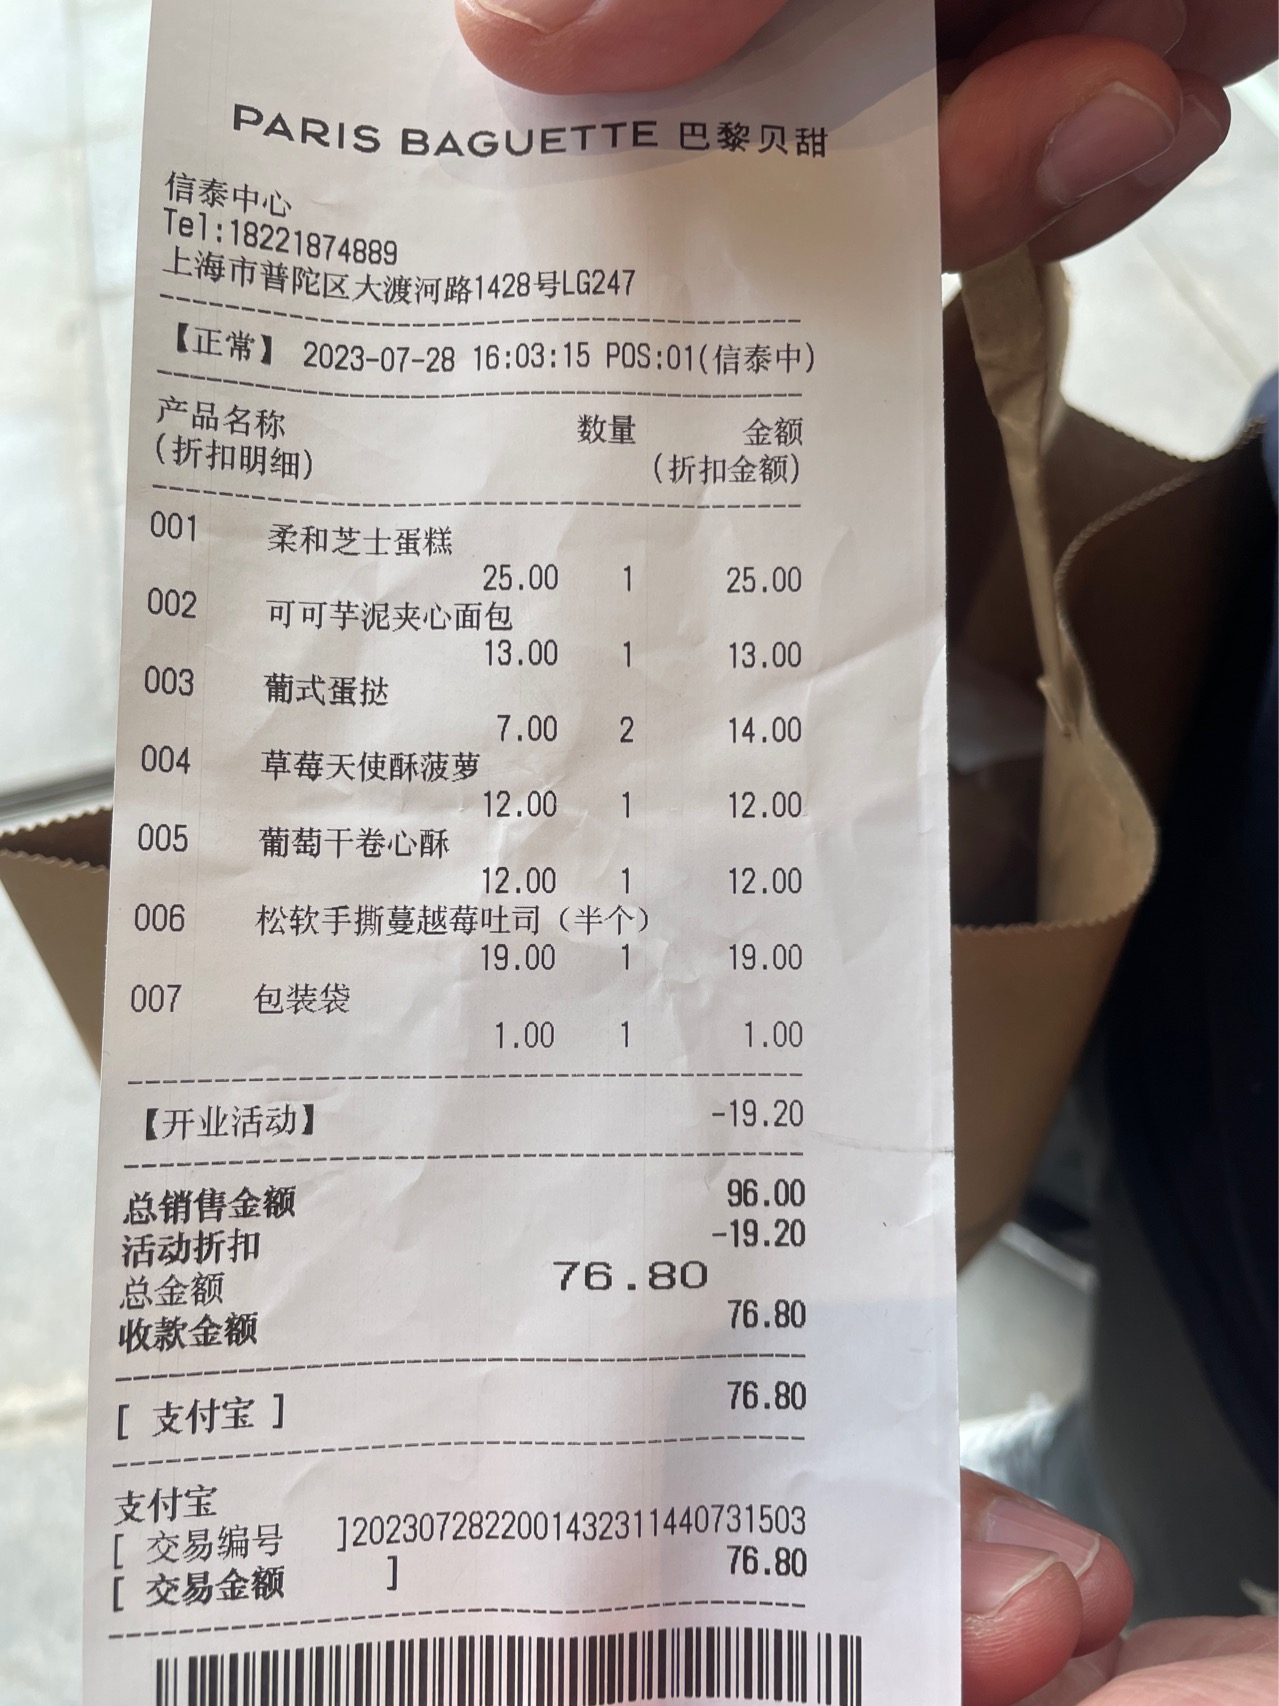 PARIS BAGUETTE 巴黎贝甜
信泰中心
Tel:18221874889
上海市普陀区大渡河路1428号LG247
【正常】 2023-07-28 16:03:15 POS:01(信泰中)
产品名称 数量 金额
(折扣明细) (折扣金额)
001 柔和芝士蛋糕
25.00 1 25.00
002 可可芋泥夹心面包
13.00 1 13.00
003 葡式蛋挞
7.00 2 14.00
004 草莓天使酥菠萝
12.00 1 12.00
005 葡萄干卷心酥
12.00 1 12.00
006 松软手撕蔓越莓吐司（半个）
19.00 1 19.00
007 包装袋
1.00 1 1.00
【开业活动】 -19.20
总销售金额 96.00
活动折扣 -19.20
总金额 76.80
收款金额 76.80
[ 支付宝 ] 76.80
支付宝
[ 交易编号 ]2023072822001432311440731503
[ 交易金额 ] 76.80